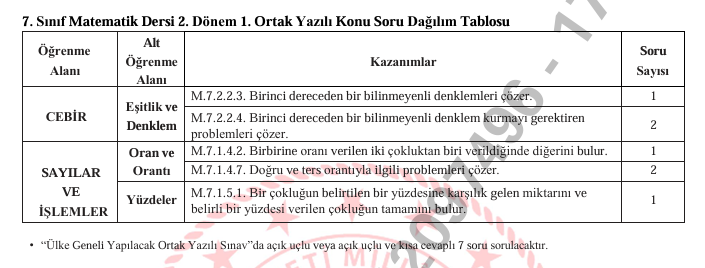 7. Sınıf Matematik Dersi 2. Dönem 1. Ortak Yazılı Konu Soru Dağılım Tablosu
Öğrenme
Alanı
Alt
Öğrenme
Alanı
Kazanımlar
Soru
Sayısı
CEBİR
Eşitlik ve
Denklem
M.7.2.2.3. Birinci dereceden bir bilinmeyenli denklemleri çözer.
1
M.7.2.2.4. Birinci dereceden bir bilinmeyenli denklem kurmayı gerektiren
problemleri çözer.
2
SAYILAR
VE
İŞLEMLER
Oran ve
Orantı
M.7.1.4.2. Birbirine oranı verilen iki çokluktan biri verildiğinde diğerini bulur.
1
M.7.1.4.7. Doğru ve ters orantıyla ilgili problemleri çözer.
2
Yüzdeler
M.7.1.5.1. Bir çokluğun belirtilen bir yüzdesine karşılık gelen miktarını ve
belirli bir yüzdesi verilen çokluğun tamamını bulur.
1
• “Ülke Geneli Yapılacak Ortak Yazılı Sınav”da açık uçlu veya açık uçlu ve kısa cevaplı 7 soru sorulacaktır.
2097496 - 17